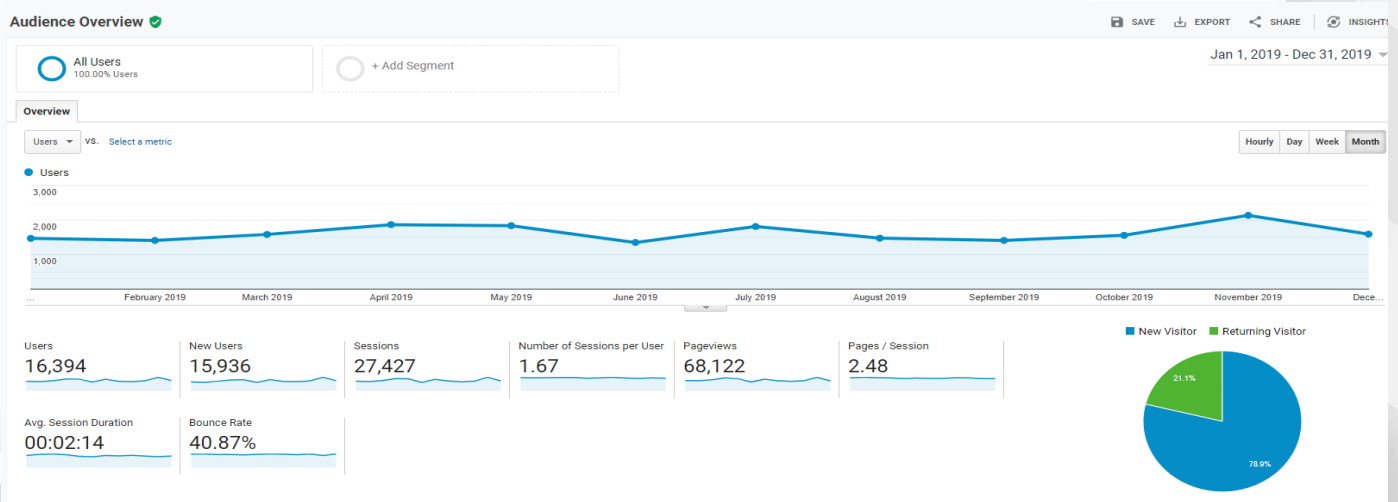 Audience Overview
SAVE EXPORT SHARE INSIGHTS
All Users
100.00% Users
+ Add Segment
Jan 1, 2019 - Dec 31, 2019
Overview
Users VS. Select a metric
Hourly Day Week Month
Users
3,000
2,000
1,000
... February 2019 March 2019 April 2019 May 2019 June 2019 July 2019 August 2019 September 2019 October 2019 November 2019 Dece...
New Visitor Returning Visitor
Users New Users Sessions Number of Sessions per User Pageviews Pages / Session
16,394 15,936 27,427 1.67 68,122 2.48
21.1%
Avg. Session Duration Bounce Rate
00:02:14 40.87%
78.9%